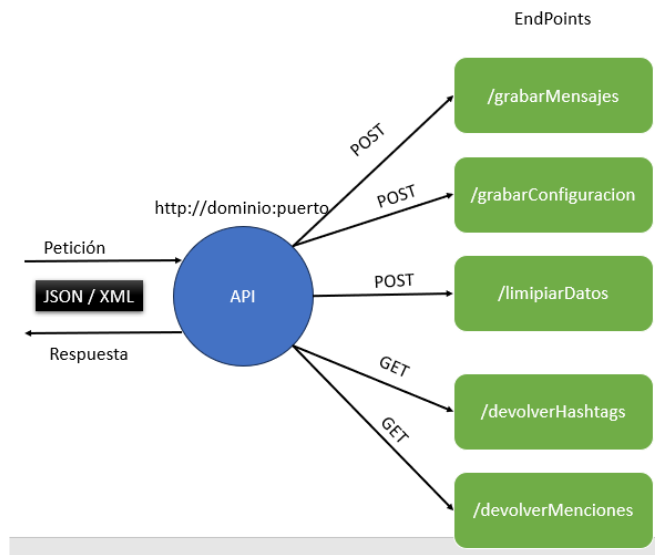 EndPoints
/grabarMensajes
POST
/grabarConfiguracion
POST
http://dominio:puerto
Petición
JSON / XML
API
POST
/limipiarDatos
Respuesta
GET
/devolverHashtags
GET
/devolverMenciones